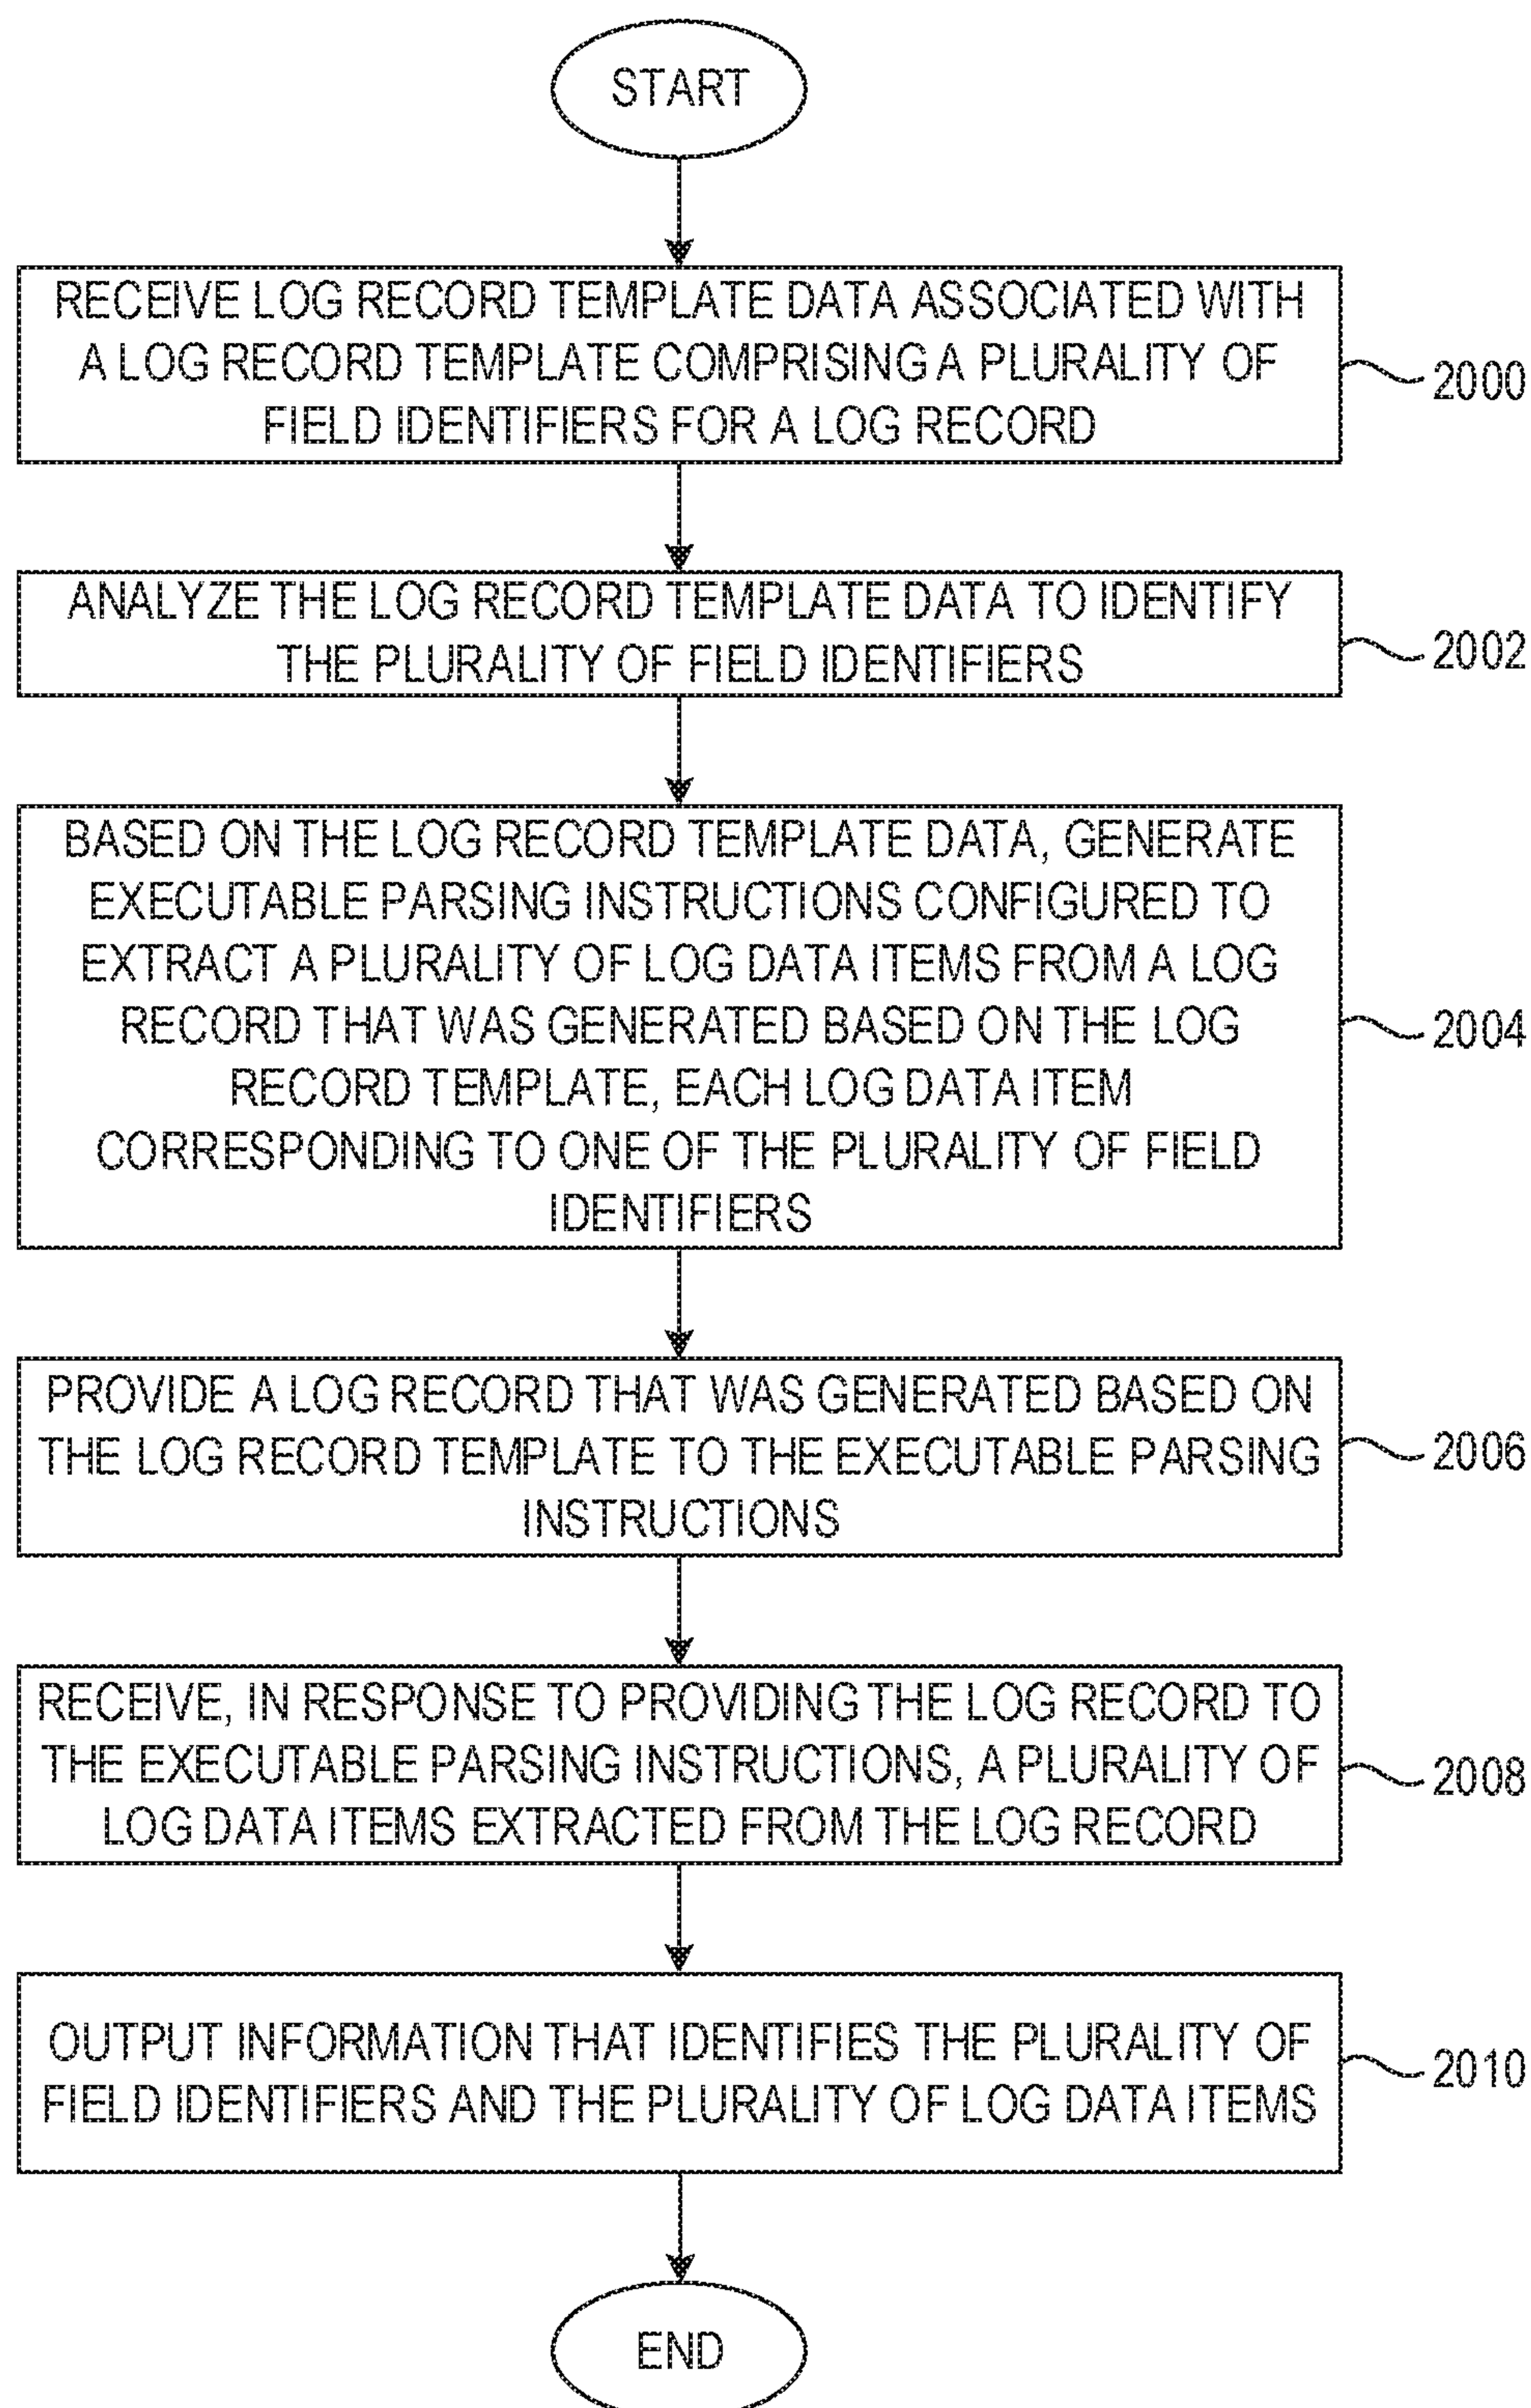 START
RECEIVE LOG RECORD TEMPLATE DATA ASSOCIATED WITH
A LOG RECORD TEMPLATE COMPRISING A PLURALITY OF
FIELD IDENTIFIERS FOR A LOG RECORD
2000
ANALYZE THE LOG RECORD TEMPLATE DATA TO IDENTIFY
THE PLURALITY OF FIELD IDENTIFIERS
2002
BASED ON THE LOG RECORD TEMPLATE DATA, GENERATE
EXECUTABLE PARSING INSTRUCTIONS CONFIGURED TO
EXTRACT A PLURALITY OF LOG DATA ITEMS FROM A LOG
RECORD THAT WAS GENERATED BASED ON THE LOG
RECORD TEMPLATE, EACH LOG DATA ITEM
CORRESPONDING TO ONE OF THE PLURALITY OF FIELD
IDENTIFIERS
2004
PROVIDE A LOG RECORD THAT WAS GENERATED BASED ON
THE LOG RECORD TEMPLATE TO THE EXECUTABLE PARSING
INSTRUCTIONS
2006
RECEIVE, IN RESPONSE TO PROVIDING THE LOG RECORD TO
THE EXECUTABLE PARSING INSTRUCTIONS, A PLURALITY OF
LOG DATA ITEMS EXTRACTED FROM THE LOG RECORD
2008
OUTPUT INFORMATION THAT IDENTIFIES THE PLURALITY OF
FIELD IDENTIFIERS AND THE PLURALITY OF LOG DATA ITEMS
2010
END